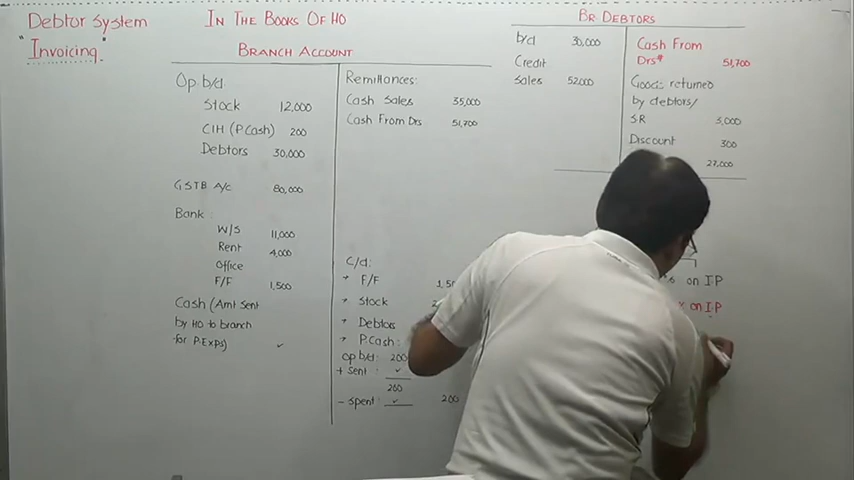 Debtor System
"Invoicing"
In The Books Of HO
Branch Account
Op. b/d.
Stock 12,000
CIH (P.Cash) 200
Debtors 30,000
GSTB A/c 80,000
Bank:
W/S 11,000
Rent 4,000
Office
F/F 1,500
Cash (Amt Sent
by HO to branch
for P.Exps)
Remittances:
Cash Sales 35,000
Cash From Drs 51,700
C/d:
F/F
Stock
Debtors
P.Cash:
Op b/d: 200
+ Sent :
200
- Spent : 200
Br Debtors
b/d 30,000
Credit
Sales 52,000
Cash From
Drs# 51,700
Goods returned
by debtors/
S.R 3,000
Discount 300
27,000
on I.P
on I.P